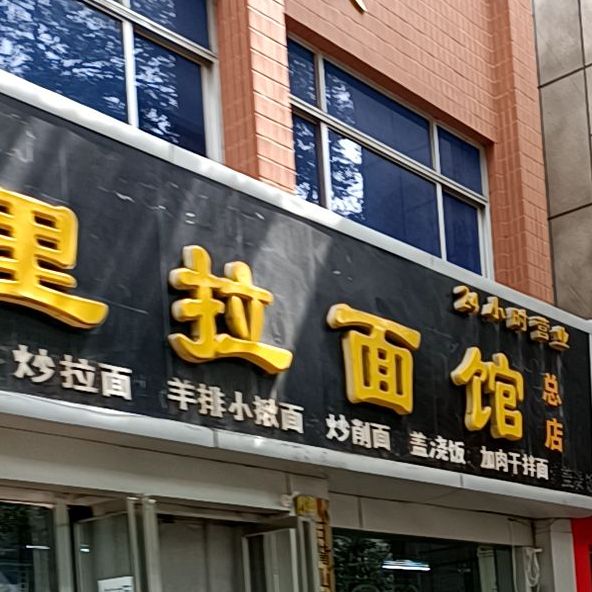 里拉面馆
24小时营业
总店
炒拉面 羊排小揪面 炒削面 盖浇饭 加肉干拌面